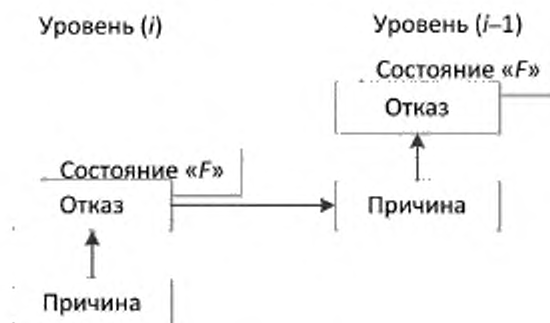 Уровень (i)
Уровень (i–1)
Состояние «F»
Отказ
Состояние «F»
Отказ
Причина
Причина